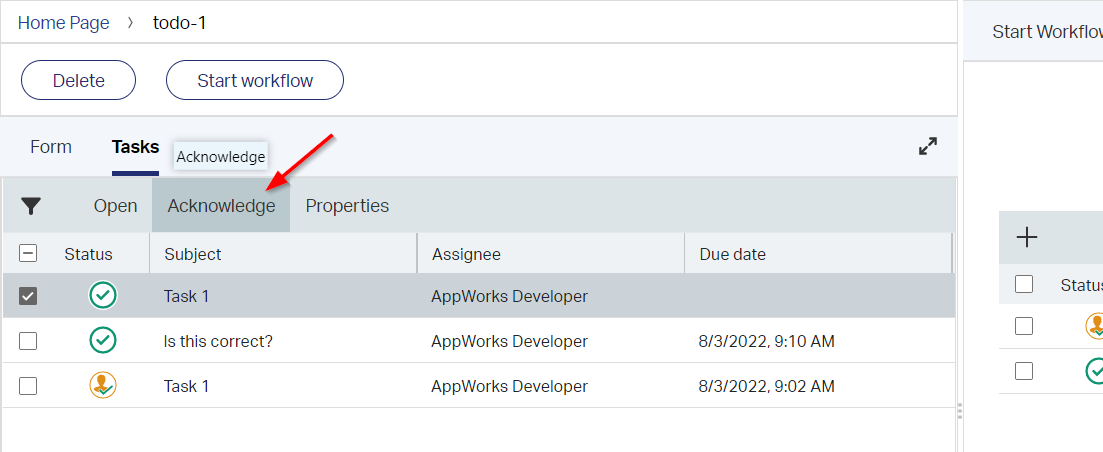 Home Page > todo-1
Start Workflow
Delete Start workflow
Form Tasks Acknowledge
Open Acknowledge Properties
Status Subject Assignee Due date
Task 1 AppWorks Developer
Is this correct? AppWorks Developer 8/3/2022, 9:10 AM
Task 1 AppWorks Developer 8/3/2022, 9:02 AM
Status